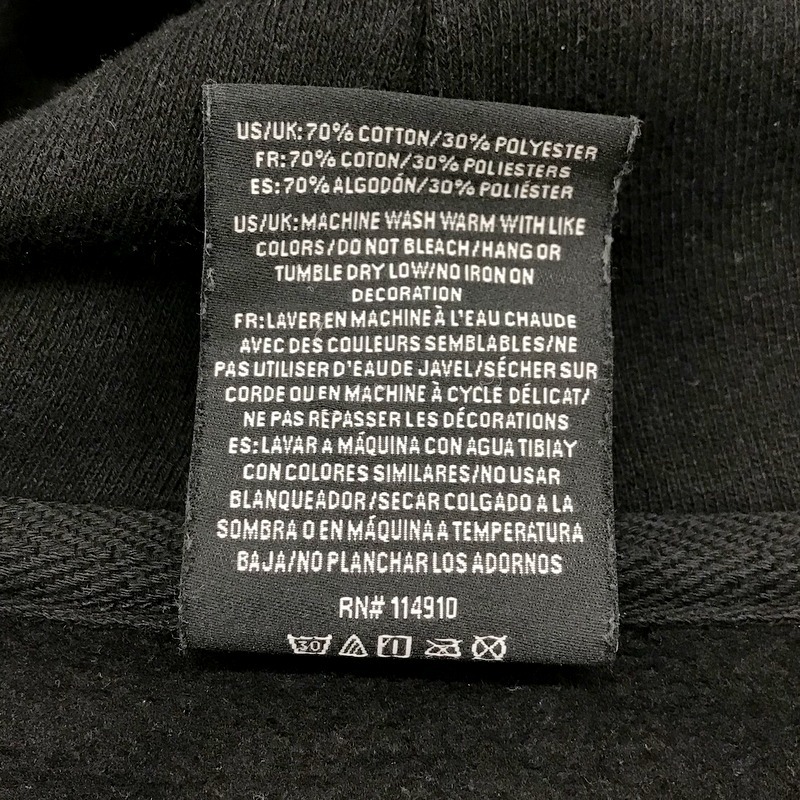 US/UK: 70% COTTON/30% POLYESTER
FR: 70% COTON/30% POLIESTERS
ES: 70% ALGODÓN/30% POLIÉSTER
US/UK: MACHINE WASH WARM WITH LIKE
COLORS/DO NOT BLEACH/HANG OR
TUMBLE DRY LOW/NO IRON ON
DECORATION
FR: LAVER EN MACHINE À L'EAU CHAUDE
AVEC DES COULEURS SEMBLABLES/NE
PAS UTILISER D'EAU DE JAVEL/SÉCHER SUR
CORDE OU EN MACHINE À CYCLE DÉLICAT/
NE PAS RÉPASSER LES DÉCORATIONS
ES: LAVAR A MÁQUINA CON AGUA TIBIA Y
CON COLORES SIMILARES/NO USAR
BLANQUEADOR/SECAR COLGADO A LA
SOMBRA O EN MÁQUINA A TEMPERATURA
BAJA/NO PLANCHAR LOS ADORNOS
RN# 114910
30